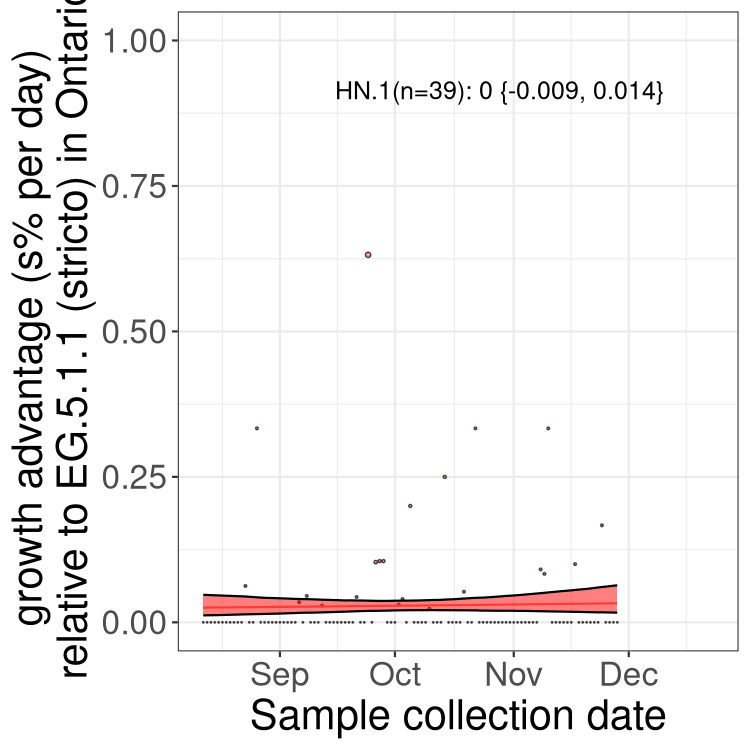 growth advantage (s% per day)
relative to EG.5.1.1 (stricto) in Ontario
1.00
0.75
0.50
0.25
0.00
HN.1(n=39): 0 {-0.009, 0.014}
Sep Oct Nov Dec
Sample collection date